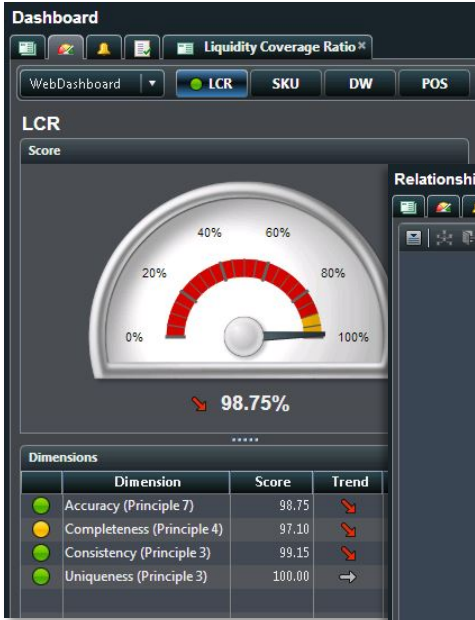 Dashboard
Liquidity Coverage Ratio
WebDashboard LCR SKU DW POS
LCR
Score
40% 60%
20% 80%
0% 100%
98.75%
Dimensions
Dimension Score Trend
Accuracy (Principle 7) 98.75
Completeness (Principle 4) 97.10
Consistency (Principle 3) 99.15
Uniqueness (Principle 3) 100.00
Relationshi